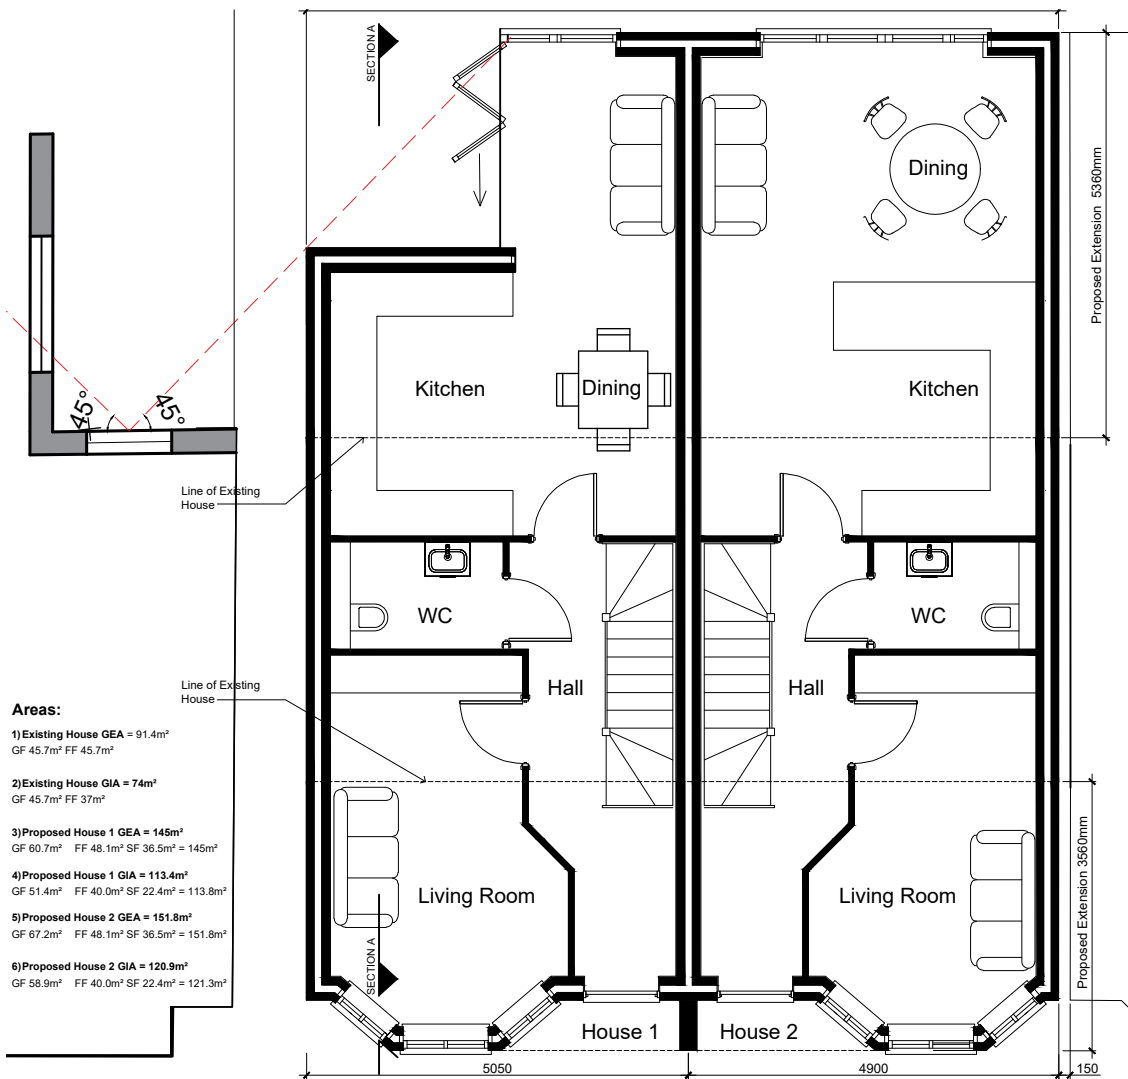 SECTION A
Dining
Proposed Extension 5360mm
45°
45°
Kitchen
Dining
Kitchen
Line of Existing
House
WC
WC
Line of Existing
House
Hall
Hall
Areas:
1) Existing House GEA = 91.4m²
GF 45.7m² FF 45.7m²
2) Existing House GIA = 74m²
GF 45.7m² FF 37m²
3) Proposed House 1 GEA = 145m²
GF 60.7m² FF 48.1m² SF 36.5m² = 145m²
4) Proposed House 1 GIA = 113.4m²
GF 51.4m² FF 40.0m² SF 22.4m² = 113.8m²
5) Proposed House 2 GEA = 151.8m²
GF 67.2m² FF 48.1m² SF 36.5m² = 151.8m²
6) Proposed House 2 GIA = 120.9m²
GF 58.9m² FF 40.0m² SF 22.4m² = 121.3m²
Living Room
Living Room
Proposed Extension 3560mm
SECTION A
House 1
House 2
5050
4900
150